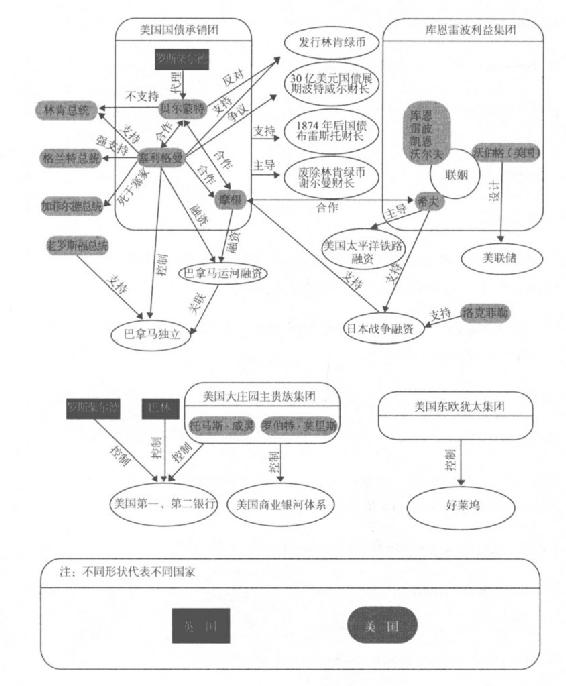 美国国债承销团
罗斯柴尔德
代理
贝尔蒙特
不支持
林肯总统
支持
合作
强支持
格兰特总统
塞利格曼
死于塞家
加菲尔德总统
合作
合作
摩根
老罗斯福总统
支持
控制
融资
融资
巴拿马运河融资
关联
巴拿马独立
反对
支持
争议
支持
主导
发行林肯绿币
30亿美元国债展
期波特威尔财长
1874年后国债
布雷斯托财长
废除林肯绿币
谢尔曼财长
库恩雷波利益集团
库恩
雷波
凯恩
沃尔夫
沃伯格（美国）
联姻
希夫
合作
主导
设计
美国太平洋铁路
融资
美联储
支持
支持
日本战争融资
支持
洛克菲勒
罗斯柴尔德
巴林
美国大庄园主贵族集团
托马斯·威灵
罗伯特·莫里斯
控制
控制
控制
控制
美国第一、第二银行
美国商业银河体系
美国东欧犹太集团
控制
好莱坞
注：不同形状代表不同国家
英 国
美 国